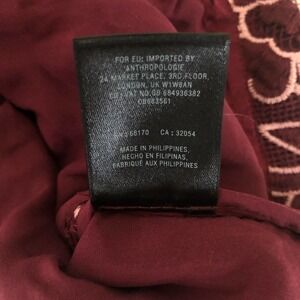 FOR EU: IMPORTED BY
ANTHROPOLOGIE
24 MARKET PLACE, 3RD FLOOR,
LONDON, UK W1W8AN
VAT NO.GB 684936382
68170 CA: 32054
MADE IN PHILIPPINES,
HECHO EN FILIPINAS,
FABRIQUÉ AUX PHILIPPINES